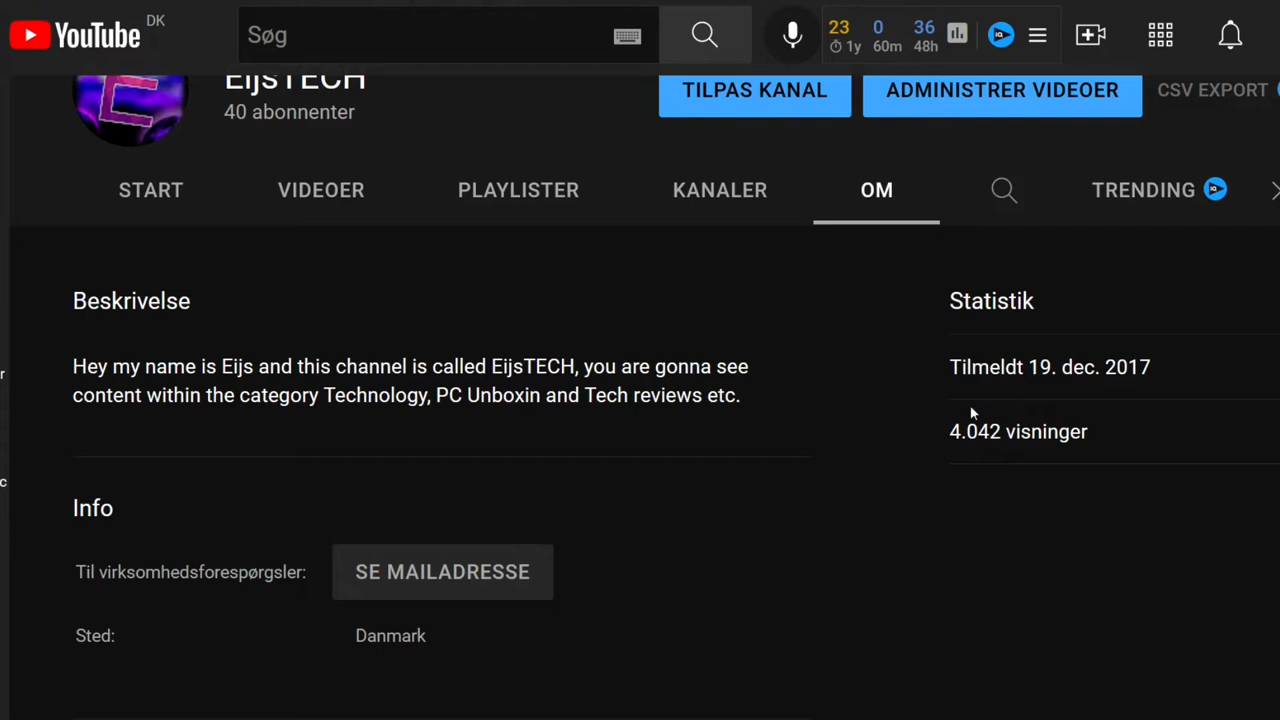 YouTube DK
Søg
23 0 36
1y 60m 48h
EijsTECH
40 abonnenter
TILPAS KANAL
ADMINISTRER VIDEOER
CSV EXPORT
START VIDEOER PLAYLISTER KANALER OM TRENDING
Beskrivelse
Hey my name is Eijs and this channel is called EijsTECH, you are gonna see
content within the category Technology, PC Unboxin and Tech reviews etc.
Statistik
Tilmeldt 19. dec. 2017
4.042 visninger
Info
Til virksomhedsforespørgsler: SE MAILADRESSE
Sted: Danmark